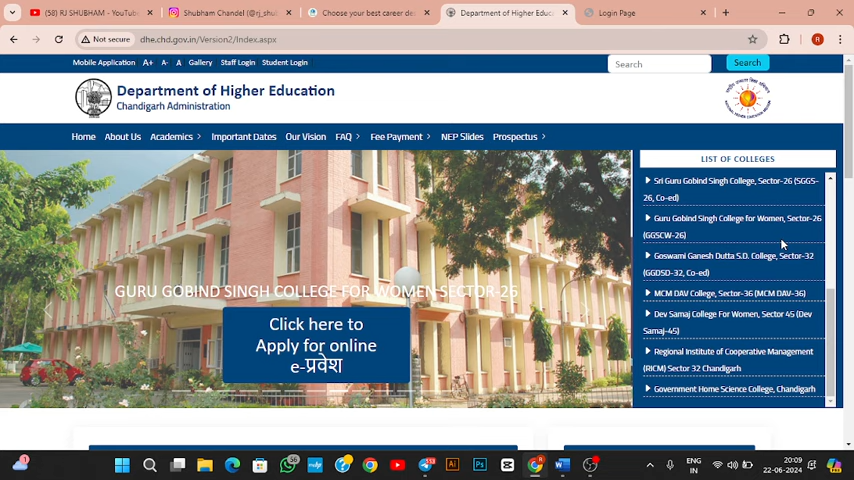 (58) RJ SHUBHAM - YouTub
Shubham Chandel (@rj_shub
Choose your best career de
Department of Higher Educa
Login Page
Not secure
dhe.chd.gov.in/Version2/Index.aspx
R
Mobile Application A+ A- A Gallery Staff Login Student Login
Search
Search
Department of Higher Education
Chandigarh Administration
Home About Us Academics Important Dates Our Vision FAQ Fee Payment NEP Slides Prospectus
LIST OF COLLEGES
Sri Guru Gobind Singh College, Sector-26 (SGGS-
26, Co-ed)
Guru Gobind Singh College for Women, Sector-26
(GGSCW-26)
Goswami Ganesh Dutta S.D. College, Sector-32
(GGDSD-32, Co-ed)
MCM DAV College, Sector-36 (MCM DAV-36)
Dev Samaj College For Women, Sector 45 (Dev
Samaj-45)
Regional Institute of Cooperative Management
(RICM) Sector 32 Chandigarh
Government Home Science College, Chandigarh
GURU GOBIND SINGH COLLEGE FOR WOMEN SECTOR-26
Click here to
Apply for online
e-प्रवेश
ENG
IN
20:09
22-06-2024